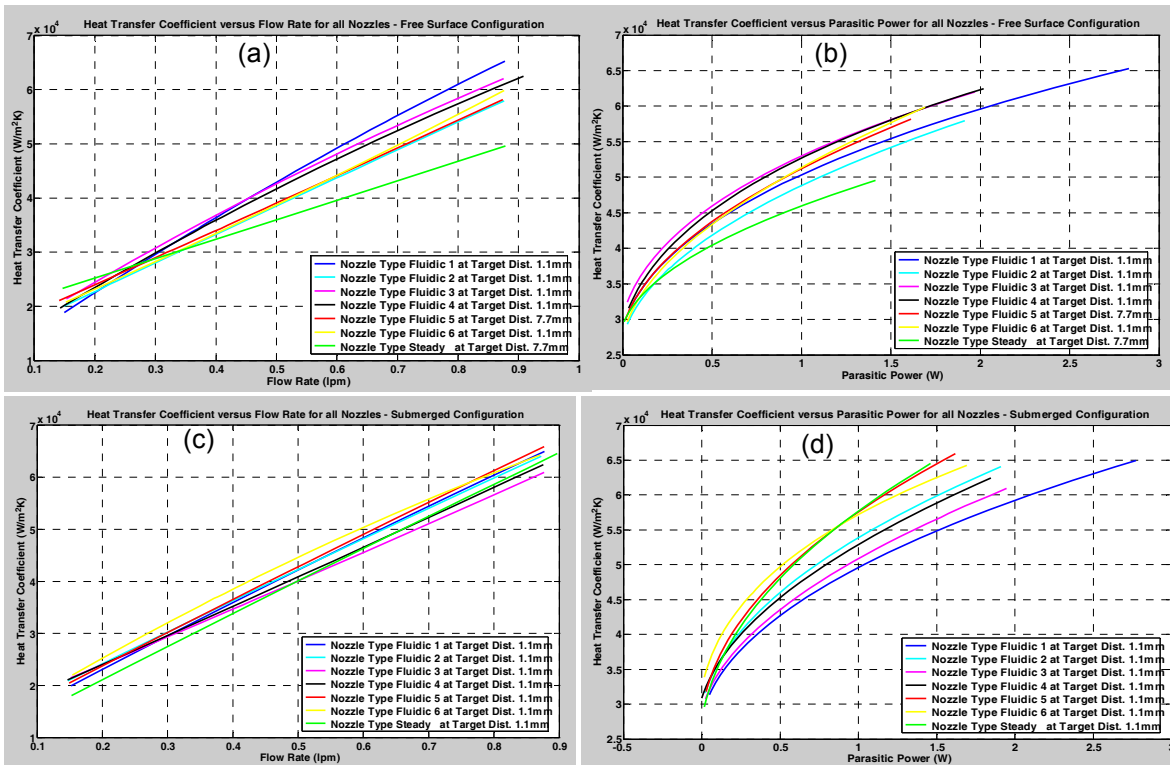 Heat Transfer Coefficient versus Flow Rate for all Nozzles - Free Surface Configuration
x 10⁴
(a)
7
6
5
4
3
2
1
Heat Transfer Coefficient (W/m²K)
Nozzle Type Fluidic 1 at Target Dist. 1.1mm
Nozzle Type Fluidic 2 at Target Dist. 1.1mm
Nozzle Type Fluidic 3 at Target Dist. 1.1mm
Nozzle Type Fluidic 4 at Target Dist. 1.1mm
Nozzle Type Fluidic 5 at Target Dist. 7.7mm
Nozzle Type Fluidic 6 at Target Dist. 1.1mm
Nozzle Type Steady at Target Dist. 7.7mm
0.1 0.2 0.3 0.4 0.5 0.6 0.7 0.8 0.9 1
Flow Rate (lpm)
Heat Transfer Coefficient versus Parasitic Power for all Nozzles - Free Surface Configuration
x 10⁴
(b)
7
6.5
6
5.5
5
4.5
4
3.5
3
2.5
Heat Transfer Coefficient (W/m²K)
Nozzle Type Fluidic 1 at Target Dist. 1.1mm
Nozzle Type Fluidic 2 at Target Dist. 1.1mm
Nozzle Type Fluidic 3 at Target Dist. 1.1mm
Nozzle Type Fluidic 4 at Target Dist. 1.1mm
Nozzle Type Fluidic 5 at Target Dist. 7.7mm
Nozzle Type Fluidic 6 at Target Dist. 1.1mm
Nozzle Type Steady at Target Dist. 7.7mm
0 0.5 1 1.5 2 2.5 3
Parasitic Power (W)
Heat Transfer Coefficient versus Flow Rate for all Nozzles - Submerged Configuration
x 10⁴
(c)
7
6
5
4
3
2
1
Heat Transfer Coefficient (W/m²K)
Nozzle Type Fluidic 1 at Target Dist. 1.1mm
Nozzle Type Fluidic 2 at Target Dist. 1.1mm
Nozzle Type Fluidic 3 at Target Dist. 1.1mm
Nozzle Type Fluidic 4 at Target Dist. 1.1mm
Nozzle Type Fluidic 5 at Target Dist. 1.1mm
Nozzle Type Fluidic 6 at Target Dist. 1.1mm
Nozzle Type Steady at Target Dist. 1.1mm
0.1 0.2 0.3 0.4 0.5 0.6 0.7 0.8 0.9
Flow Rate (lpm)
Heat Transfer Coefficient versus Parasitic Power for all Nozzles - Submerged Configuration
x 10⁴
(d)
7
6.5
6
5.5
5
4.5
4
3.5
3
2.5
Heat Transfer Coefficient (W/m²K)
Nozzle Type Fluidic 1 at Target Dist. 1.1mm
Nozzle Type Fluidic 2 at Target Dist. 1.1mm
Nozzle Type Fluidic 3 at Target Dist. 1.1mm
Nozzle Type Fluidic 4 at Target Dist. 1.1mm
Nozzle Type Fluidic 5 at Target Dist. 1.1mm
Nozzle Type Fluidic 6 at Target Dist. 1.1mm
Nozzle Type Steady at Target Dist. 1.1mm
-0.5 0 0.5 1 1.5 2 2.5 3
Parasitic Power (W)